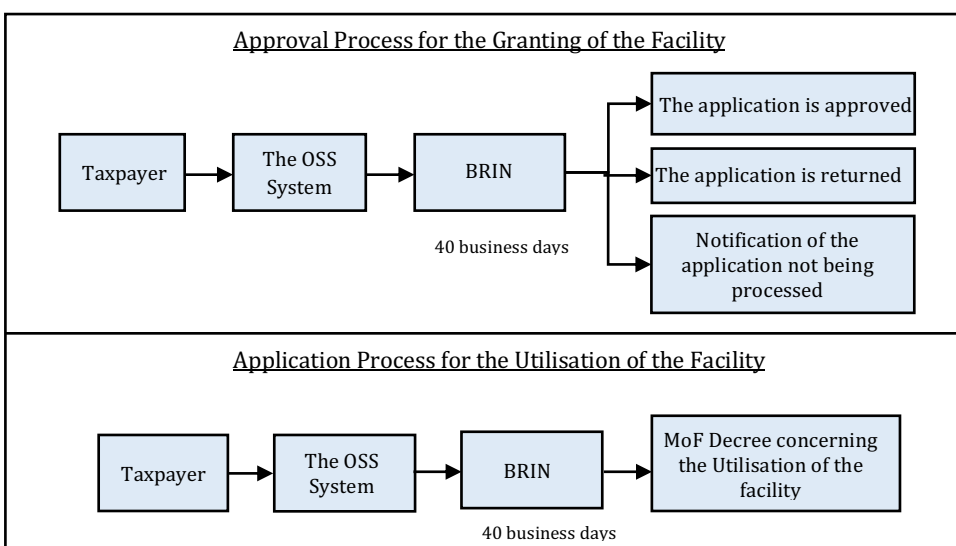 Approval Process for the Granting of the Facility
Taxpayer
The OSS
System
BRIN
40 business days
The application is approved
The application is returned
Notification of the
application not being
processed
Application Process for the Utilisation of the Facility
Taxpayer
The OSS
System
BRIN
40 business days
MoF Decree concerning
the Utilisation of the
facility